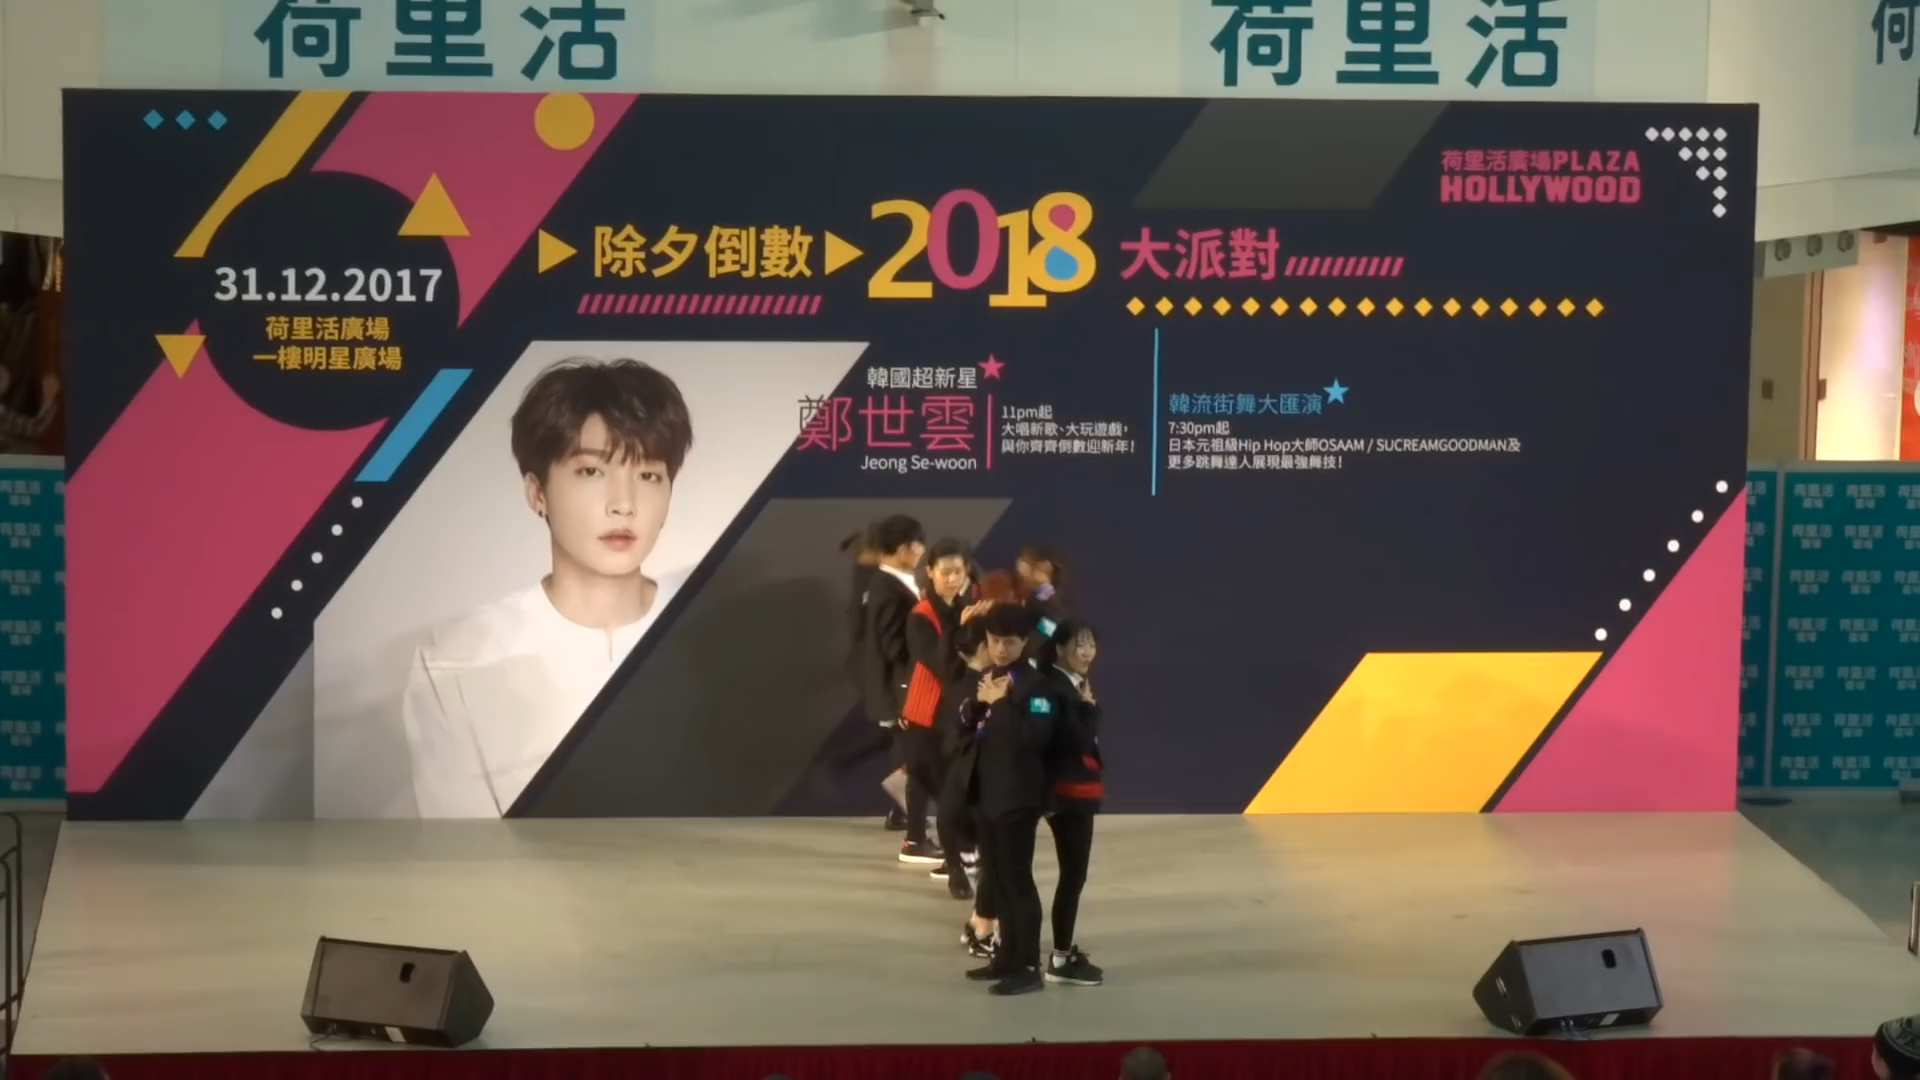 荷里活
荷里活
荷
荷里活廣場PLAZA
HOLLYWOOD
31.12.2017
荷里活廣場
一樓明星廣場
除夕倒數
2018
大派對
韓國超新星
鄭世雲
Jeong Se-woon
11pm起
大唱新歌、大玩遊戲，
與你齊齊倒數迎新年！
韓流街舞大匯演
7:30pm起
日本元祖級Hip Hop大師OSAAM / SUCREAMGOODMAN及
更多跳舞達人展現最強舞技！